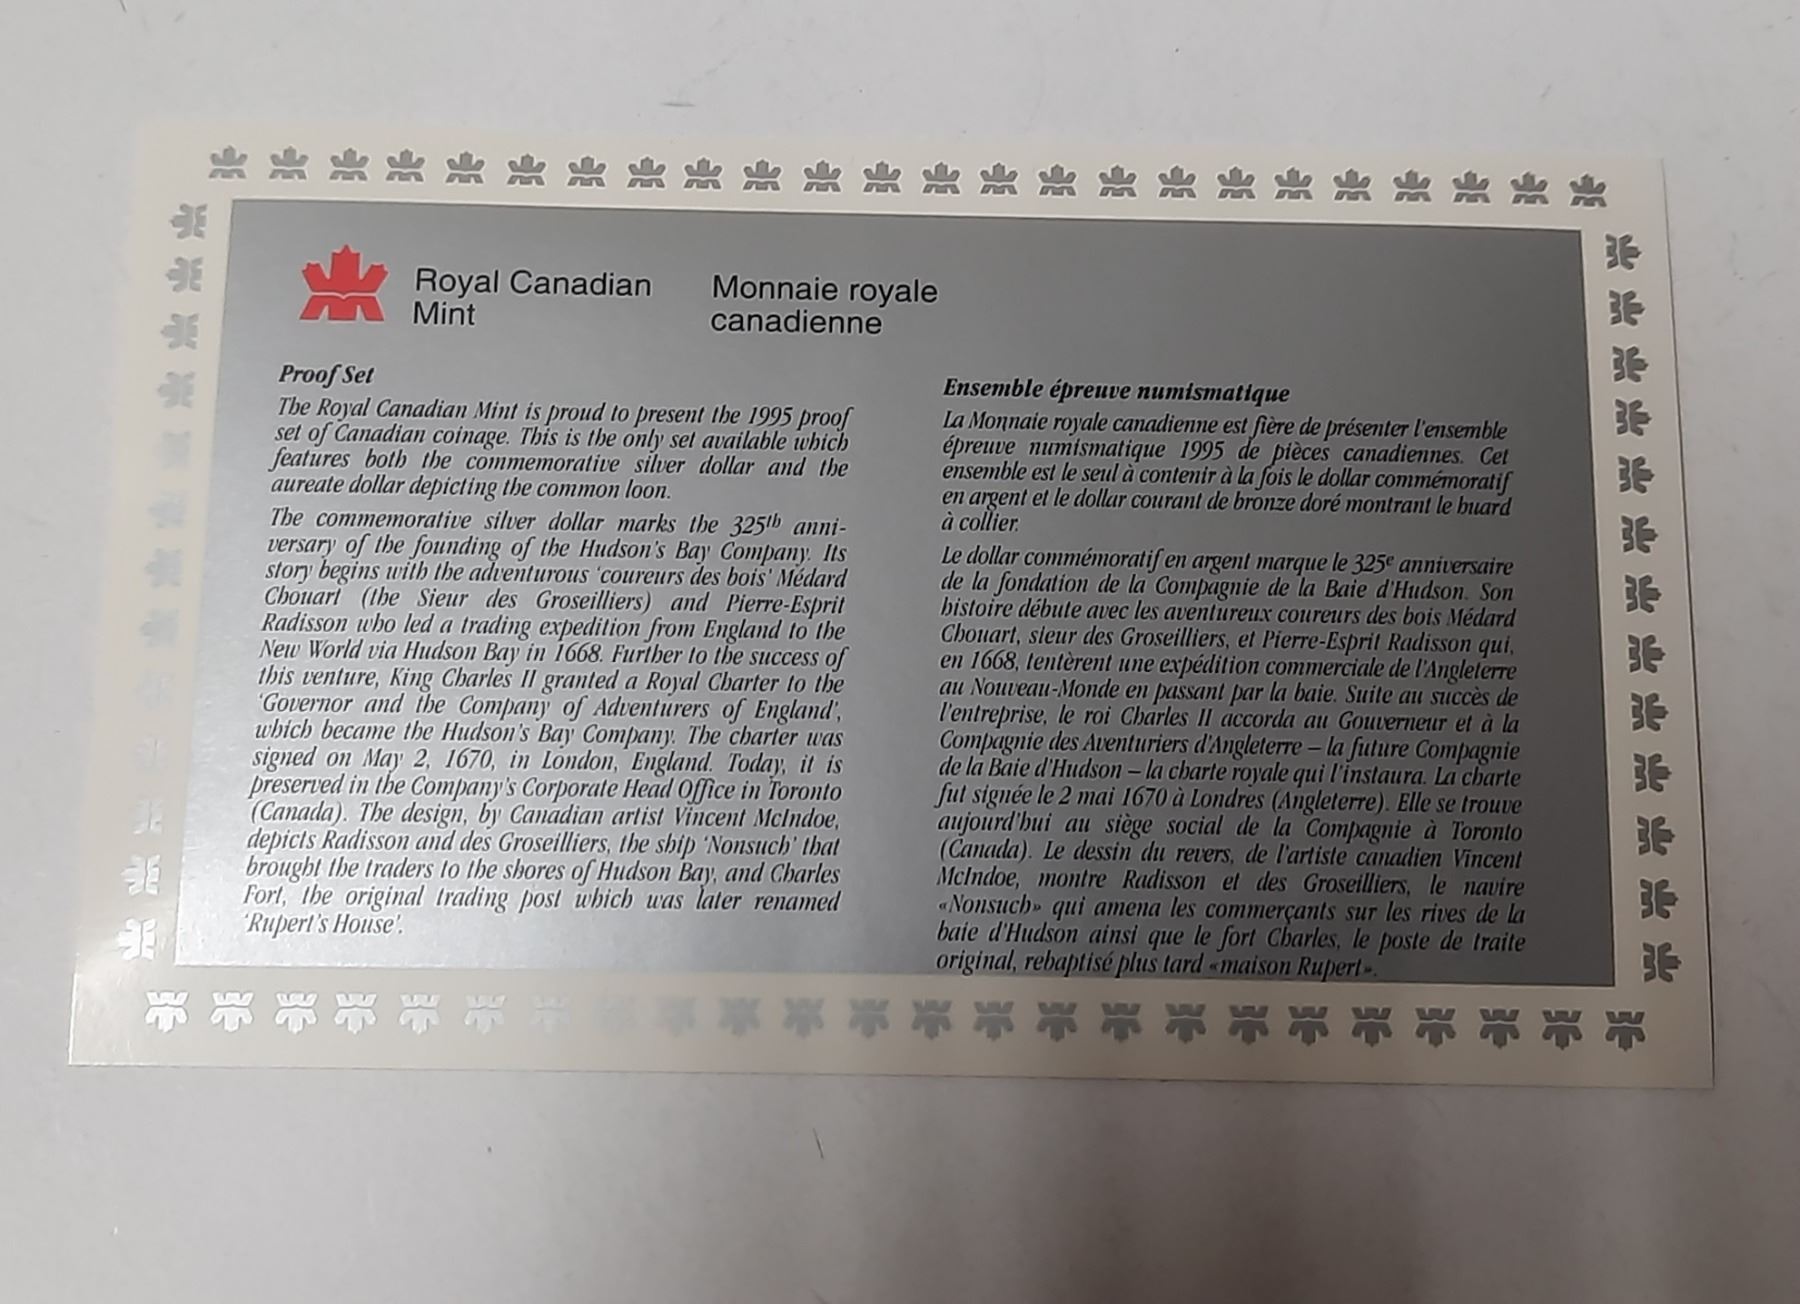 Royal Canadian
Mint
Monnaie royale
canadienne
Proof Set
The Royal Canadian Mint is proud to present the 1995 proof
set of Canadian coinage. This is the only set available which
features both the commemorative silver dollar and the
aureate dollar depicting the common loon.
The commemorative silver dollar marks the 325th anni-
versary of the founding of the Hudson's Bay Company. Its
story begins with the adventurous 'coureurs des bois' Médard
Chouart (the Sieur des Groseilliers) and Pierre-Esprit
Radisson who led a trading expedition from England to the
New World via Hudson Bay in 1668. Further to the success of
this venture, King Charles II granted a Royal Charter to the
'Governor and the Company of Adventurers of England',
which became the Hudson's Bay Company. The charter was
signed on May 2, 1670, in London, England. Today, it is
preserved in the Company's Corporate Head Office in Toronto
(Canada). The design, by Canadian artist Vincent McIndoe,
depicts Radisson and des Groseilliers, the ship 'Nonsuch' that
brought the traders to the shores of Hudson Bay, and Charles
Fort, the original trading post which was later renamed
'Rupert's House'.
Ensemble épreuve numismatique
La Monnaie royale canadienne est fière de présenter l'ensemble
épreuve numismatique 1995 de pièces canadiennes. Cet
ensemble est le seul à contenir à la fois le dollar commémoratif
en argent et le dollar courant de bronze doré montrant le huard
à collier.
Le dollar commémoratif en argent marque le 325e anniversaire
de la fondation de la Compagnie de la Baie d'Hudson. Son
histoire débute avec les aventureux coureurs des bois Médard
Chouart, sieur des Groseilliers, et Pierre-Esprit Radisson qui,
en 1668, tentèrent une expédition commerciale de l'Angleterre
au Nouveau-Monde en passant par la baie. Suite au succès de
l'entreprise, le roi Charles II accorda au Gouverneur et à la
Compagnie des Aventuriers d'Angleterre – la future Compagnie
de la Baie d'Hudson – la charte royale qui l'instaura. La charte
fut signée le 2 mai 1670 à Londres (Angleterre). Elle se trouve
aujourd'hui au siège social de la Compagnie à Toronto
(Canada). Le dessin du revers, de l'artiste canadien Vincent
McIndoe, montre Radisson et des Groseilliers, le navire
«Nonsuch» qui amena les commerçants sur les rives de la
baie d'Hudson ainsi que le fort Charles, le poste de traite
original, rebaptisé plus tard «maison Rupert».